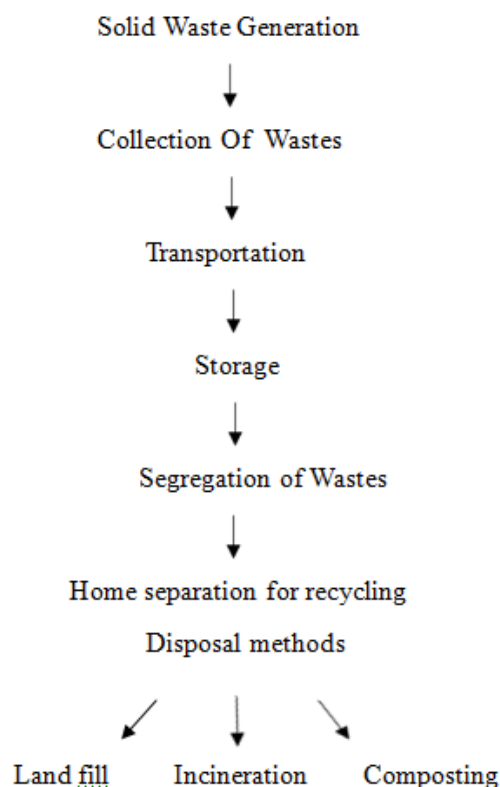 Solid Waste Generation
Collection Of Wastes
Transportation
Storage
Segregation of Wastes
Home separation for recycling
Disposal methods
Land fill Incineration Composting